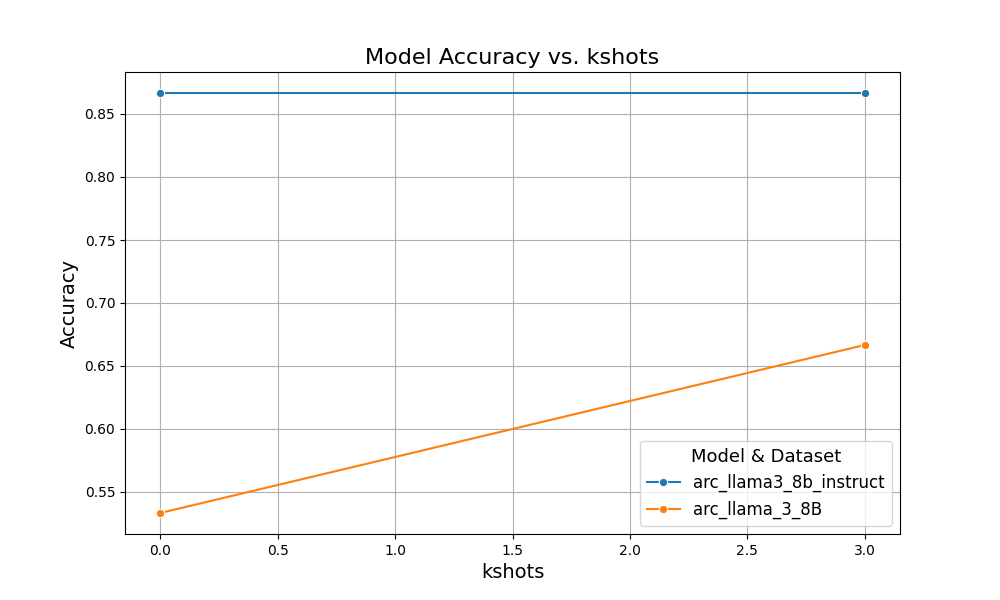 Model Accuracy vs. kshots
Accuracy
0.85
0.80
0.75
0.70
0.65
0.60
0.55
Model & Dataset
arc_llama3_8b_instruct
arc_llama_3_8B
0.0 0.5 1.0 1.5 2.0 2.5 3.0
kshots